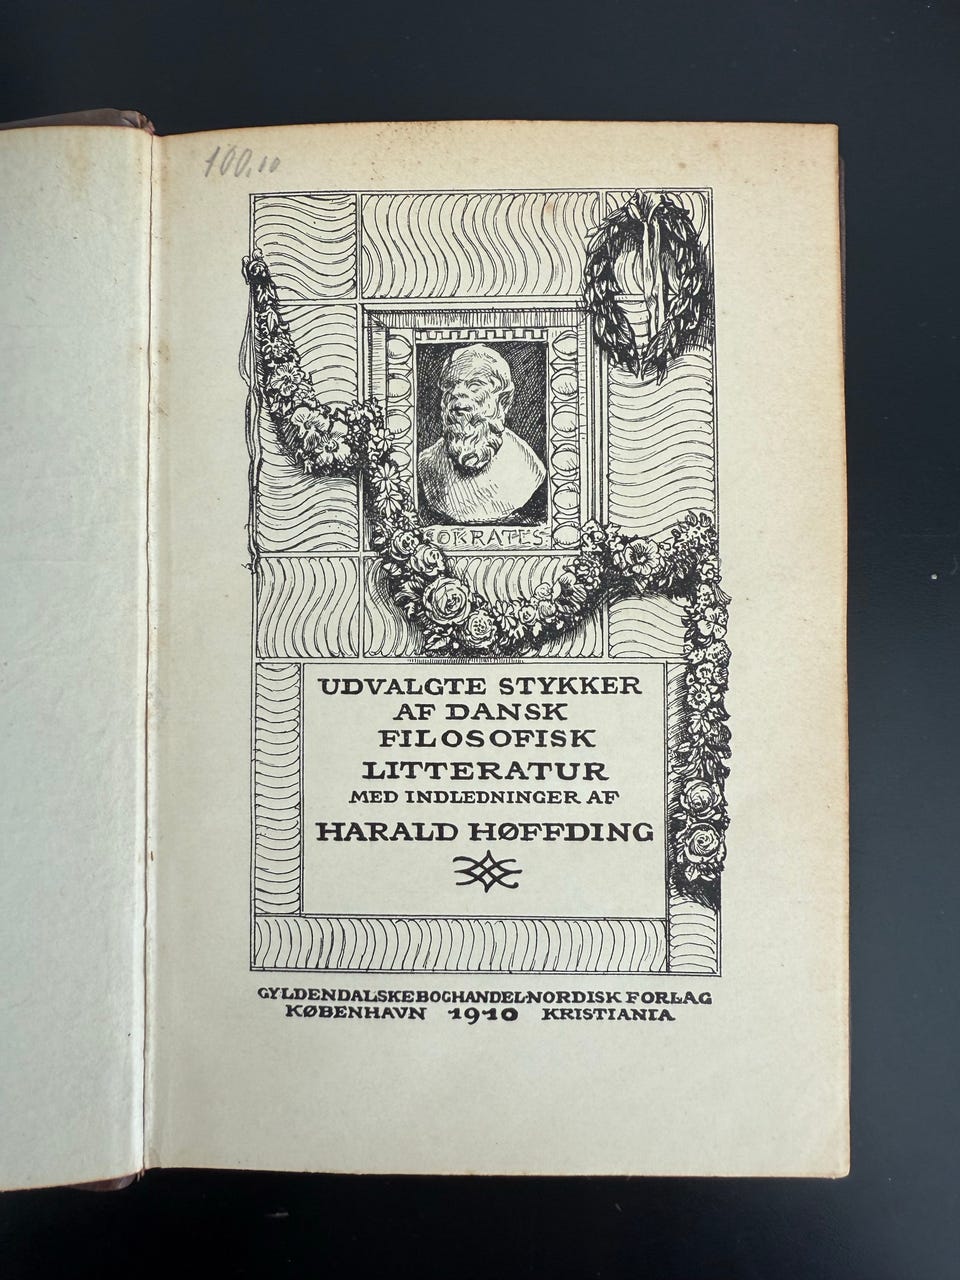 100,00
SOKRATES
UDVALGTE STYKKER
AF DANSK
FILOSOFISK
LITTERATUR
MED INDLEDNINGER AF
HARALD HØFFDING
GYLDENDALSKE BOGHANDEL·NORDISK FORLAG
KØBENHAVN 1910 KRISTIANIA